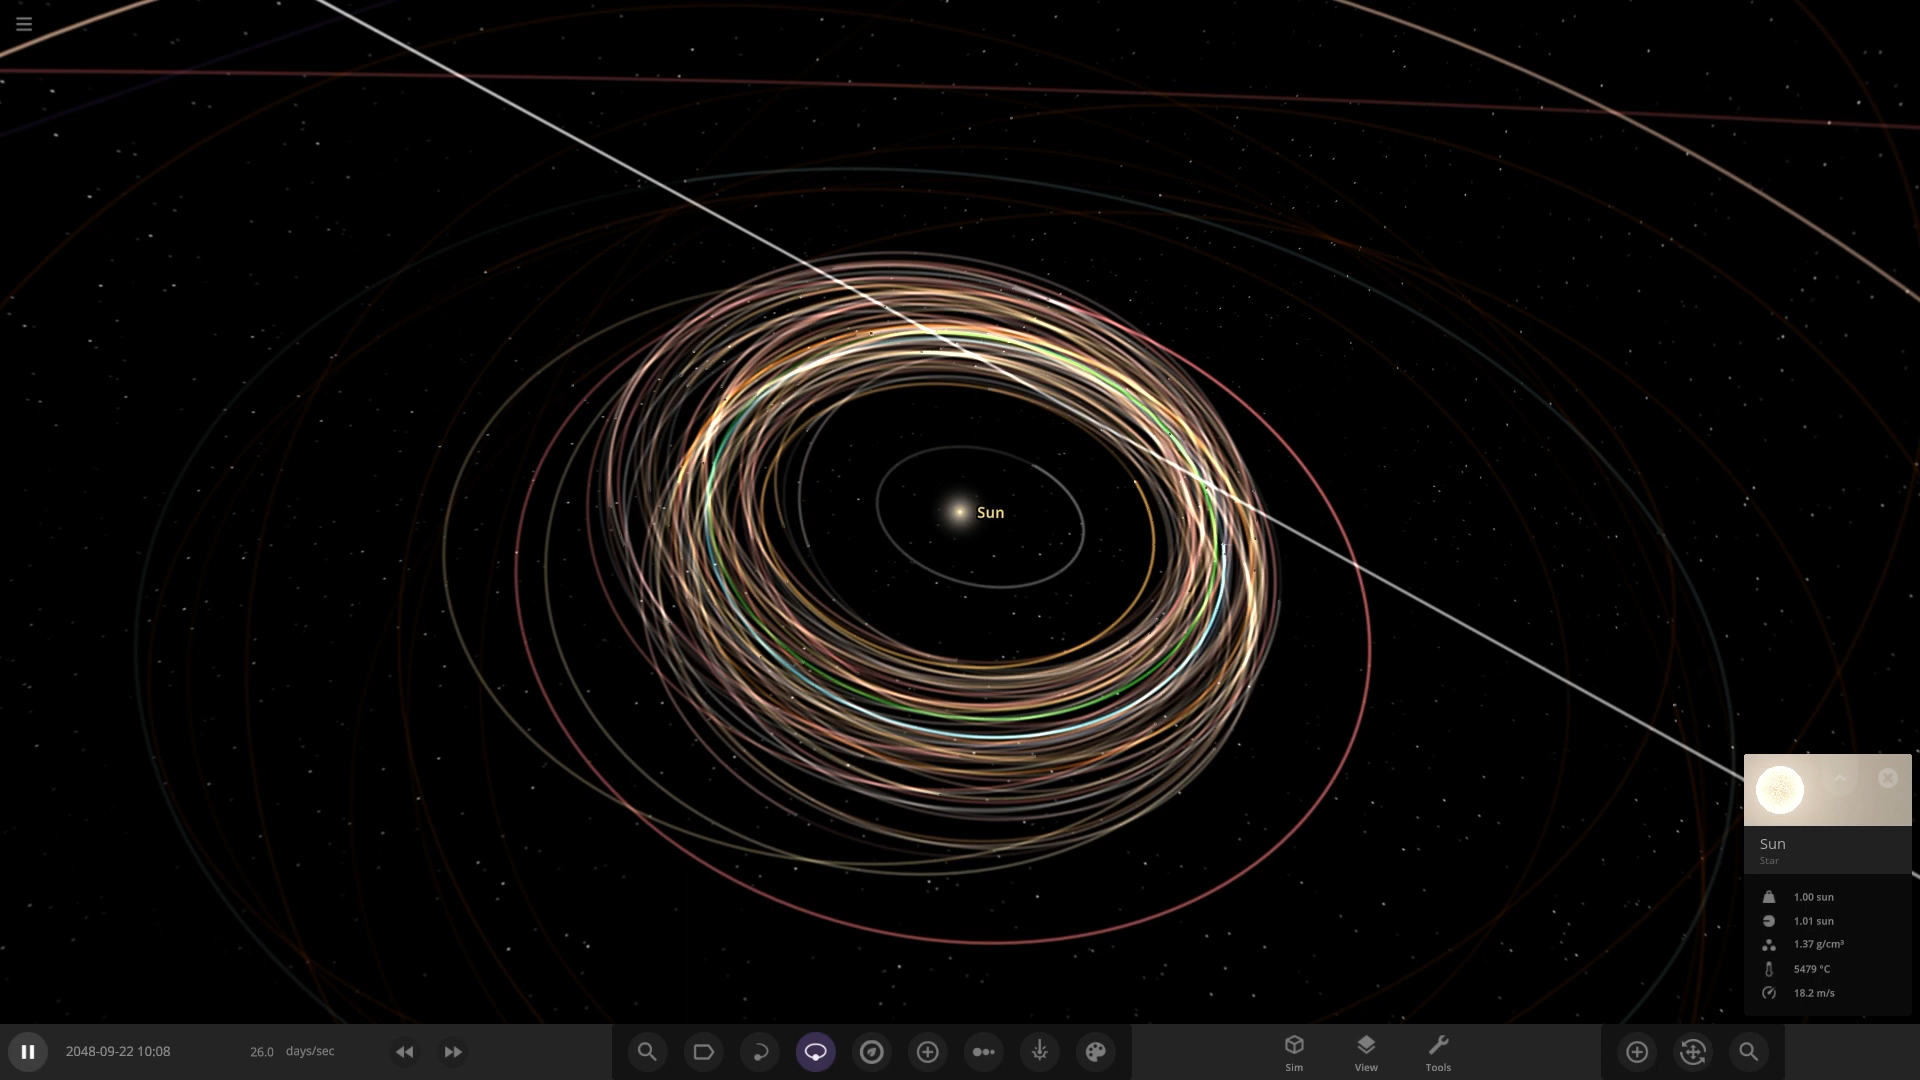 Sun
Sun
Star
1.00 sun
1.01 sun
1.37 g/cm³
5479 °C
18.2 m/s
2048-09-22 10:08
26.0 days/sec
Sim
View
Tools